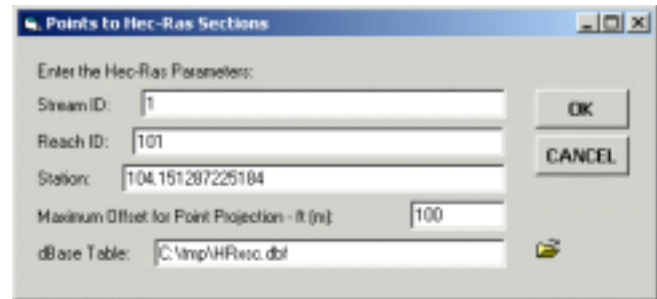 Points to Hec-Ras Sections
Enter the Hec-Ras Parameters:
Stream ID: 1
OK
Reach ID: 101
CANCEL
Station: 104.151287225184
Maximum Offset for Point Projection - ft (m): 100
dBase Table: C:\tmp\HRxsc.dbf